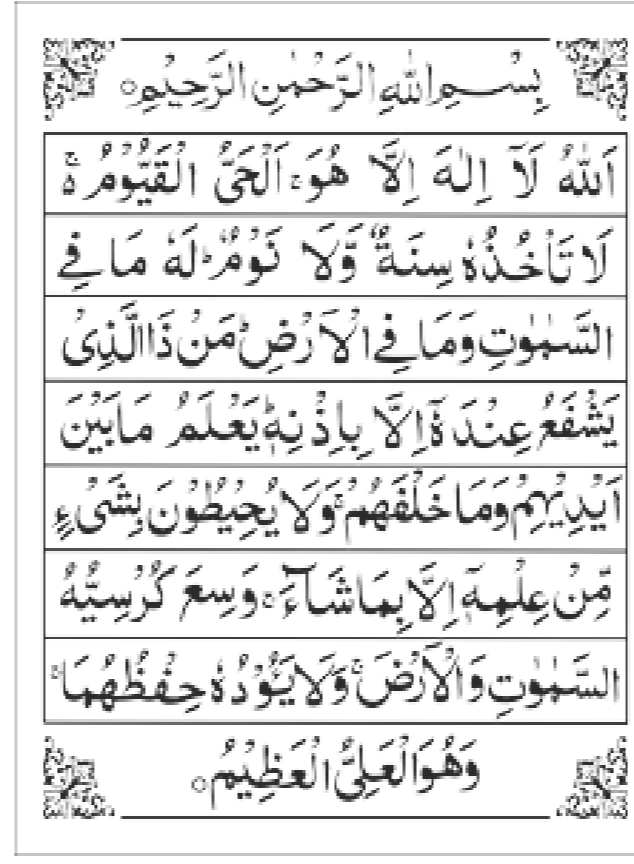 بِسْمِ اللّٰهِ الرَّحْمٰنِ الرَّحِيْمِ ○
اَللّٰهُ لَآ اِلٰهَ اِلَّا هُوَ ۚ اَلْحَيُّ الْقَيُّوْمُ ۚ
لَا تَاْخُذُهٗ سِنَةٌ وَّلَا نَوْمٌ ؕ لَهٗ مَا فِي
السَّمٰوٰتِ وَمَا فِي الْاَرْضِ ؕ مَنْ ذَا الَّذِيْ
يَشْفَعُ عِنْدَهٗٓ اِلَّا بِاِذْنِهٖ ؕ يَعْلَمُ مَا بَيْنَ
اَيْدِيْهِمْ وَمَا خَلْفَهُمْ ۚ وَلَا يُحِيْطُوْنَ بِشَيْءٍ
مِّنْ عِلْمِهٖٓ اِلَّا بِمَا شَآءَ ۚ وَسِعَ كُرْسِيُّهُ
السَّمٰوٰتِ وَالْاَرْضَ ۚ وَلَا يَـُٔوْدُهٗ حِفْظُهُمَا ۚ
وَهُوَ الْعَلِيُّ الْعَظِيْمُ ○